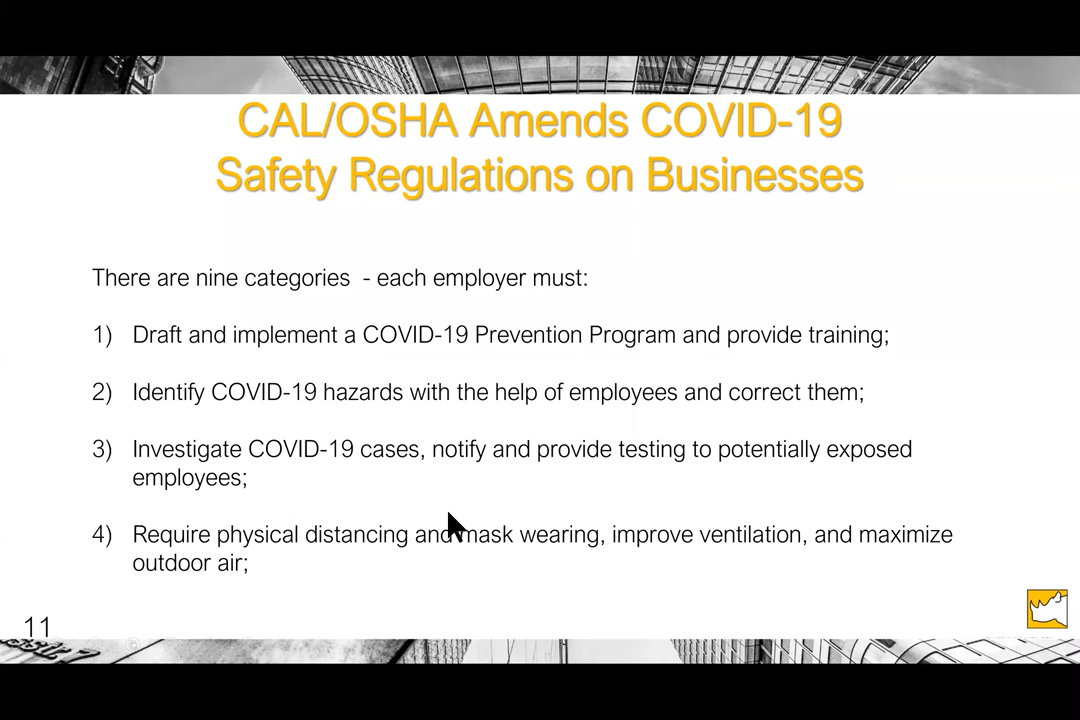 CAL/OSHA Amends COVID-19
Safety Regulations on Businesses
There are nine categories - each employer must:
1) Draft and implement a COVID-19 Prevention Program and provide training;
2) Identify COVID-19 hazards with the help of employees and correct them;
3) Investigate COVID-19 cases, notify and provide testing to potentially exposed
employees;
4) Require physical distancing and mask wearing, improve ventilation, and maximize
outdoor air;
11